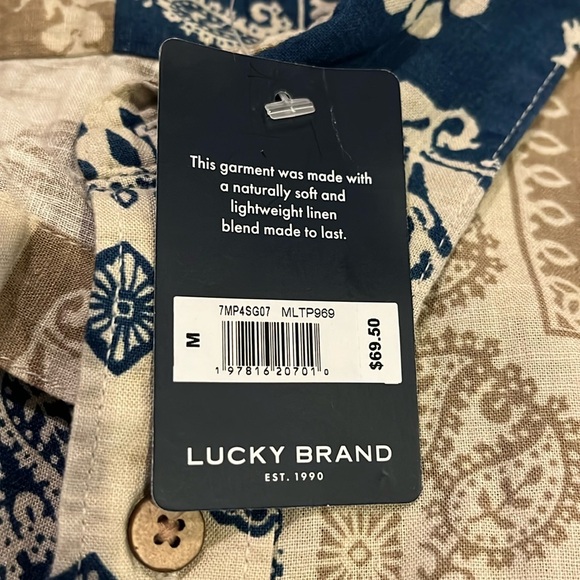 This garment was made with
a naturally soft and
lightweight linen
blend made to last.
7MP4SG07 MLTP969
M
$69.50
1 97816 20701 0
LUCKY BRAND
EST. 1990